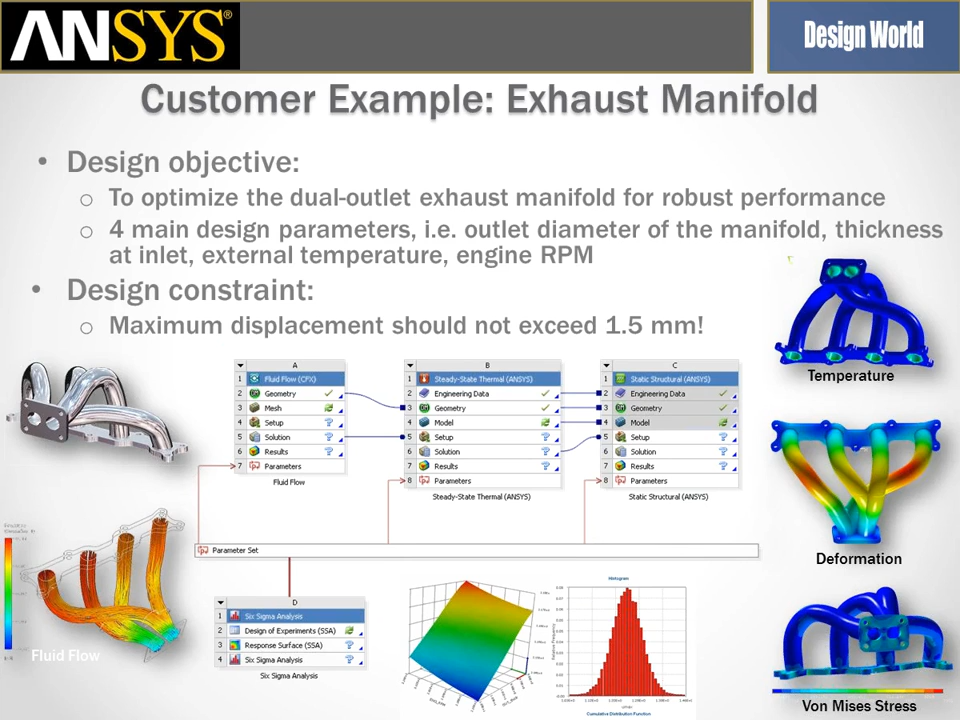 ANSYS®
Design World
Customer Example: Exhaust Manifold
• Design objective:
o To optimize the dual-outlet exhaust manifold for robust performance
o 4 main design parameters, i.e. outlet diameter of the manifold, thickness
at inlet, external temperature, engine RPM
• Design constraint:
o Maximum displacement should not exceed 1.5 mm!
Temperature
A
1 Fluid Flow (CFX)
2 Geometry
3 Mesh
4 Setup
5 Solution
6 Results
7 Parameters
Fluid Flow
B
1 Steady-State Thermal (ANSYS)
2 Engineering Data
3 Geometry
4 Model
5 Setup
6 Solution
7 Results
8 Parameters
Steady-State Thermal (ANSYS)
C
1 Static Structural (ANSYS)
2 Engineering Data
3 Geometry
4 Model
5 Setup
6 Solution
7 Results
8 Parameters
Static Structural (ANSYS)
Parameter Set
Deformation
Fluid Flow
D
1 Six Sigma Analysis
2 Design of Experiments (SSA)
3 Response Surface (SSA)
4 Six Sigma Analysis
Six Sigma Analysis
Histogram
Cumulative Distribution Function
Von Mises Stress